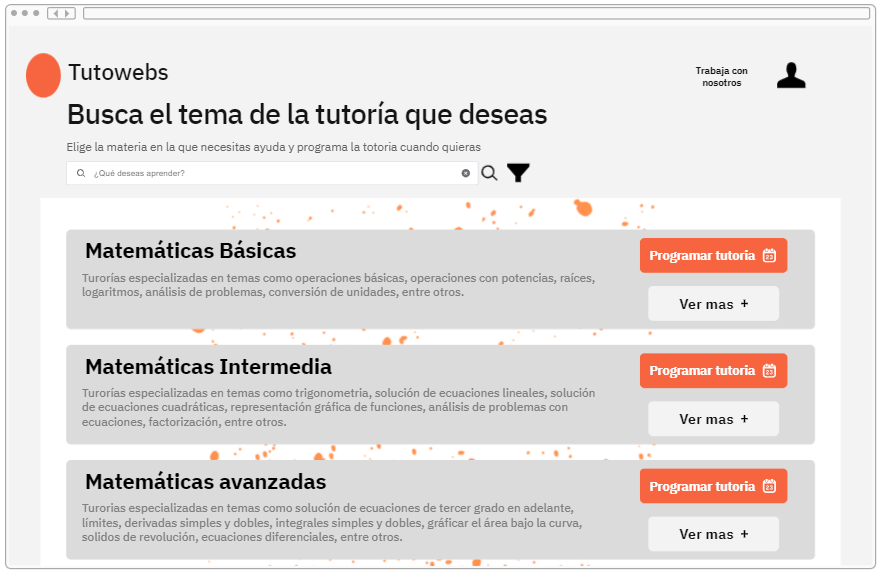 Tutowebs
Trabaja con
nosotros
Busca el tema de la tutoría que deseas
Elige la materia en la que necesitas ayuda y programa la totoria cuando quieras
¿Qué deseas aprender?
Matemáticas Básicas
Programar tutoria 23
Turorías especializadas en temas como operaciones básicas, operaciones con potencias, raíces,
logaritmos, análisis de problemas, conversión de unidades, entre otros.
Ver mas +
Matemáticas Intermedia
Programar tutoria 23
Turorías especializadas en temas como trigonometria, solución de ecuaciones lineales, solución
de ecuaciones cuadráticas, representación gráfica de funciones, análisis de problemas con
ecuaciones, factorización, entre otros.
Ver mas +
Matemáticas avanzadas
Programar tutoria 23
Turorias especializadas en temas como solución de ecuaciones de tercer grado en adelante,
límites, derivadas simples y dobles, integrales simples y dobles, gráficar el área bajo la curva,
solidos de revolución, ecuaciones diferenciales, entre otros.
Ver mas +